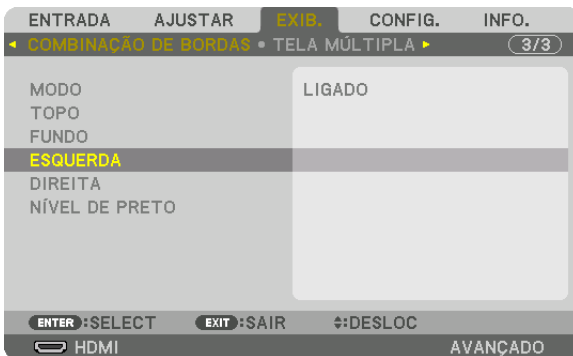 ENTRADA AJUSTAR EXIB. CONFIG. INFO.
COMBINAÇÃO DE BORDAS • TELA MÚLTIPLA 3/3
MODO LIGADO
TOPO
FUNDO
ESQUERDA
DIREITA
NÍVEL DE PRETO
ENTER :SELECT EXIT :SAIR :DESLOC
HDMI AVANÇADO